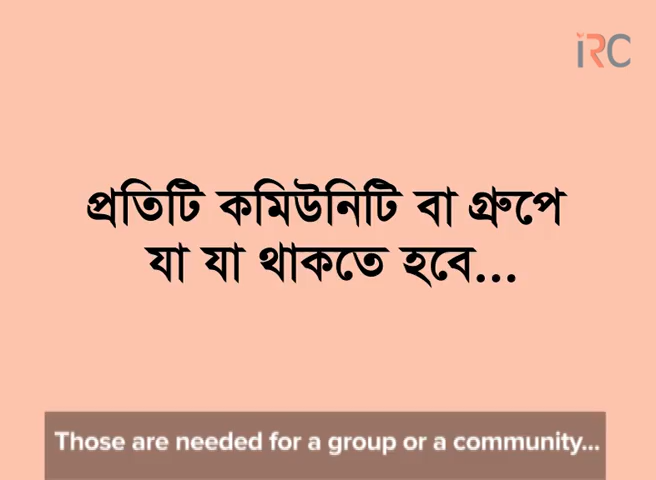 iRC
প্রতিটি কমিউনিটি বা গ্রুপে
যা যা থাকতে হবে...
Those are needed for a group or a community...